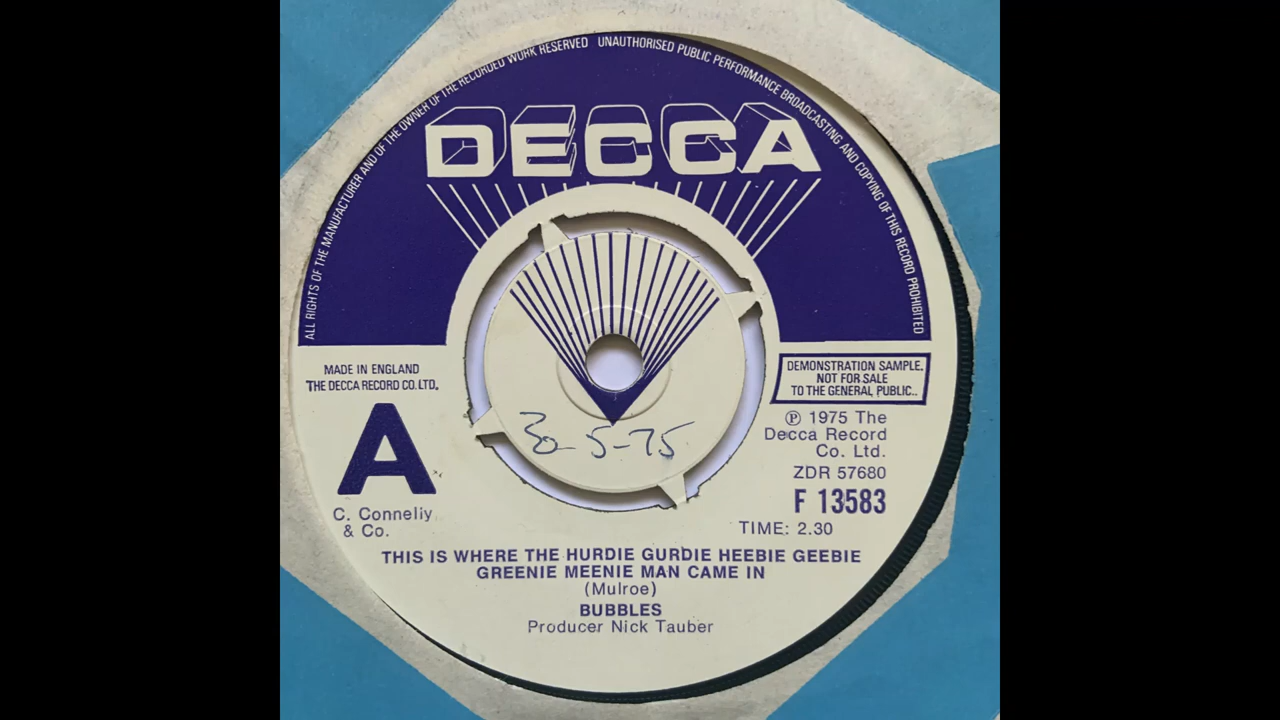 ALL RIGHTS OF THE MANUFACTURER AND OF THE OWNER OF THE RECORDED WORK RESERVED UNAUTHORISED PUBLIC PERFORMANCE BROADCASTING AND COPYING OF THIS RECORD PROHIBITED
DECCA
MADE IN ENGLAND
THE DECCA RECORD CO. LTD.
A
C. Connelly
& Co.
30-5-75
DEMONSTRATION SAMPLE.
NOT FOR SALE
TO THE GENERAL PUBLIC..
℗ 1975 The
Decca Record
Co. Ltd.
ZDR 57680
F 13583
TIME: 2.30
THIS IS WHERE THE HURDIE GURDIE HEEBIE GEEBIE
GREENIE MEENIE MAN CAME IN
(Mulroe)
BUBBLES
Producer Nick Tauber